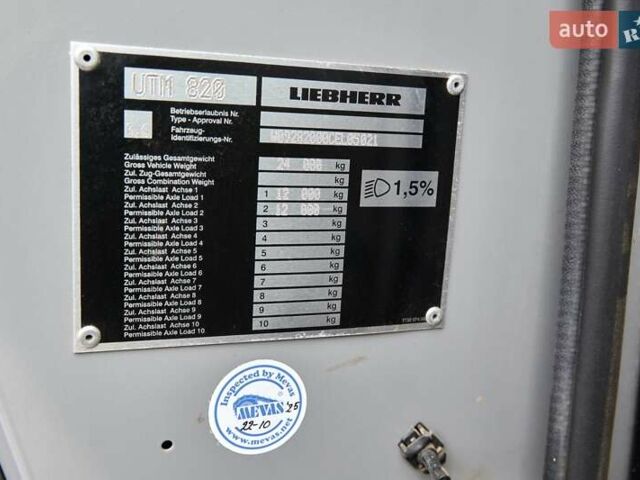 auto
R
UTM 820
LIEBHERR
Betriebserlaubnis Nr.
Type - Approval Nr.
Fahrzeug-
Identifizierungs-Nr.
Zulässiges Gesamtgewicht
Gross Vehicle Weight 24 000 kg
Zul. Zug-Gesamtgewicht
Gross Combination Weight kg
Zul. Achslast Achse 1
Permissible Axle Load 1 1 12 000 kg
Zul. Achslast Achse 2
Permissible Axle Load 2 2 12 000 kg
Zul. Achslast Achse 3
Permissible Axle Load 3 3 kg
Zul. Achslast Achse 4
Permissible Axle Load 4 4 kg
Zul. Achslast Achse 5
Permissible Axle Load 5 5 kg
Zul. Achslast Achse 6
Permissible Axle Load 6 6 kg
Zul. Achslast Achse 7
Permissible Axle Load 7 7 kg
Zul. Achslast Achse 8
Permissible Axle Load 8 8 kg
Zul. Achslast Achse 9
Permissible Axle Load 9 9 kg
Zul. Achslast Achse 10
Permissible Axle Load 10 10 kg
1,5%
Inspected by Mevas
MEVAS
22-10 '25
www.mevas.net